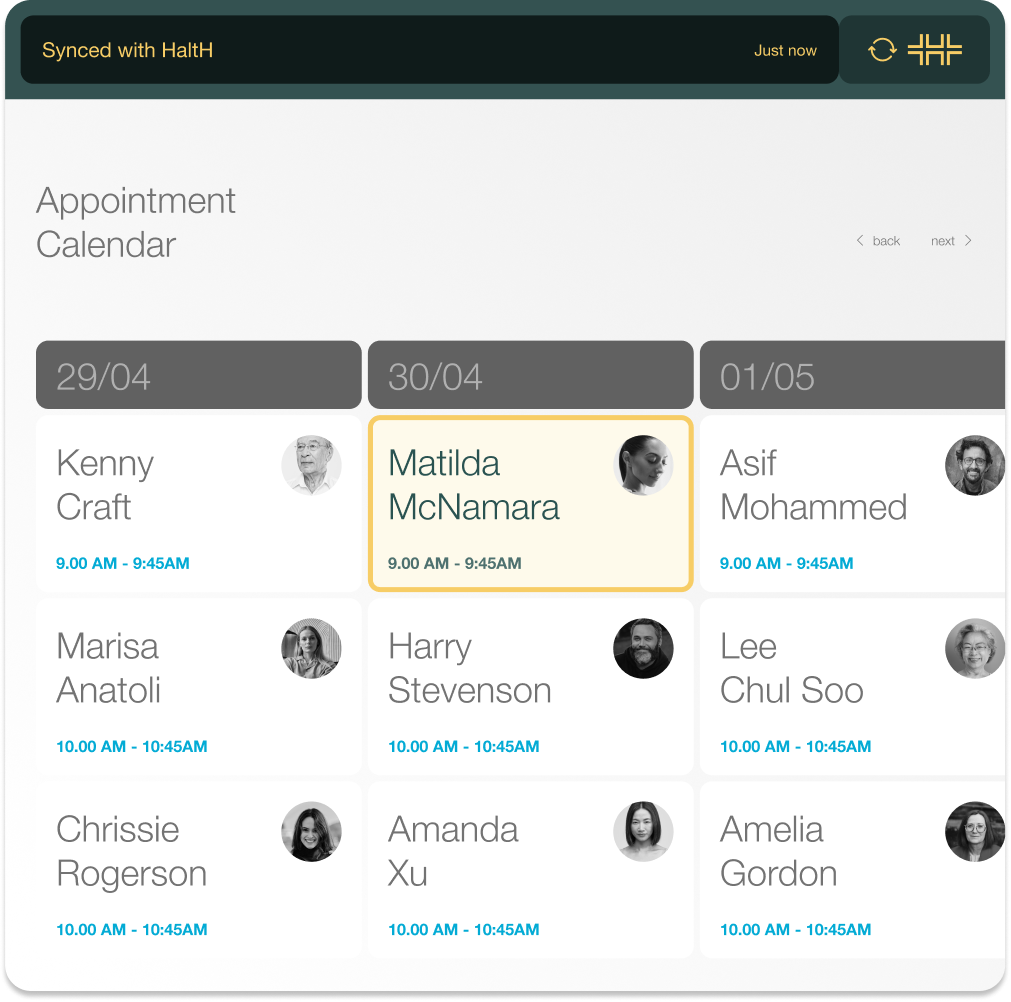 Synced with HaltH
Just now
Appointment
Calendar
back
next
29/04
30/04
01/05
Kenny
Craft
9.00 AM - 9:45AM
Matilda
McNamara
9.00 AM - 9:45AM
Asif
Mohammed
9.00 AM - 9:45AM
Marisa
Anatoli
10.00 AM - 10:45AM
Harry
Stevenson
10.00 AM - 10:45AM
Lee
Chul Soo
10.00 AM - 10:45AM
Chrissie
Rogerson
10.00 AM - 10:45AM
Amanda
Xu
10.00 AM - 10:45AM
Amelia
Gordon
10.00 AM - 10:45AM